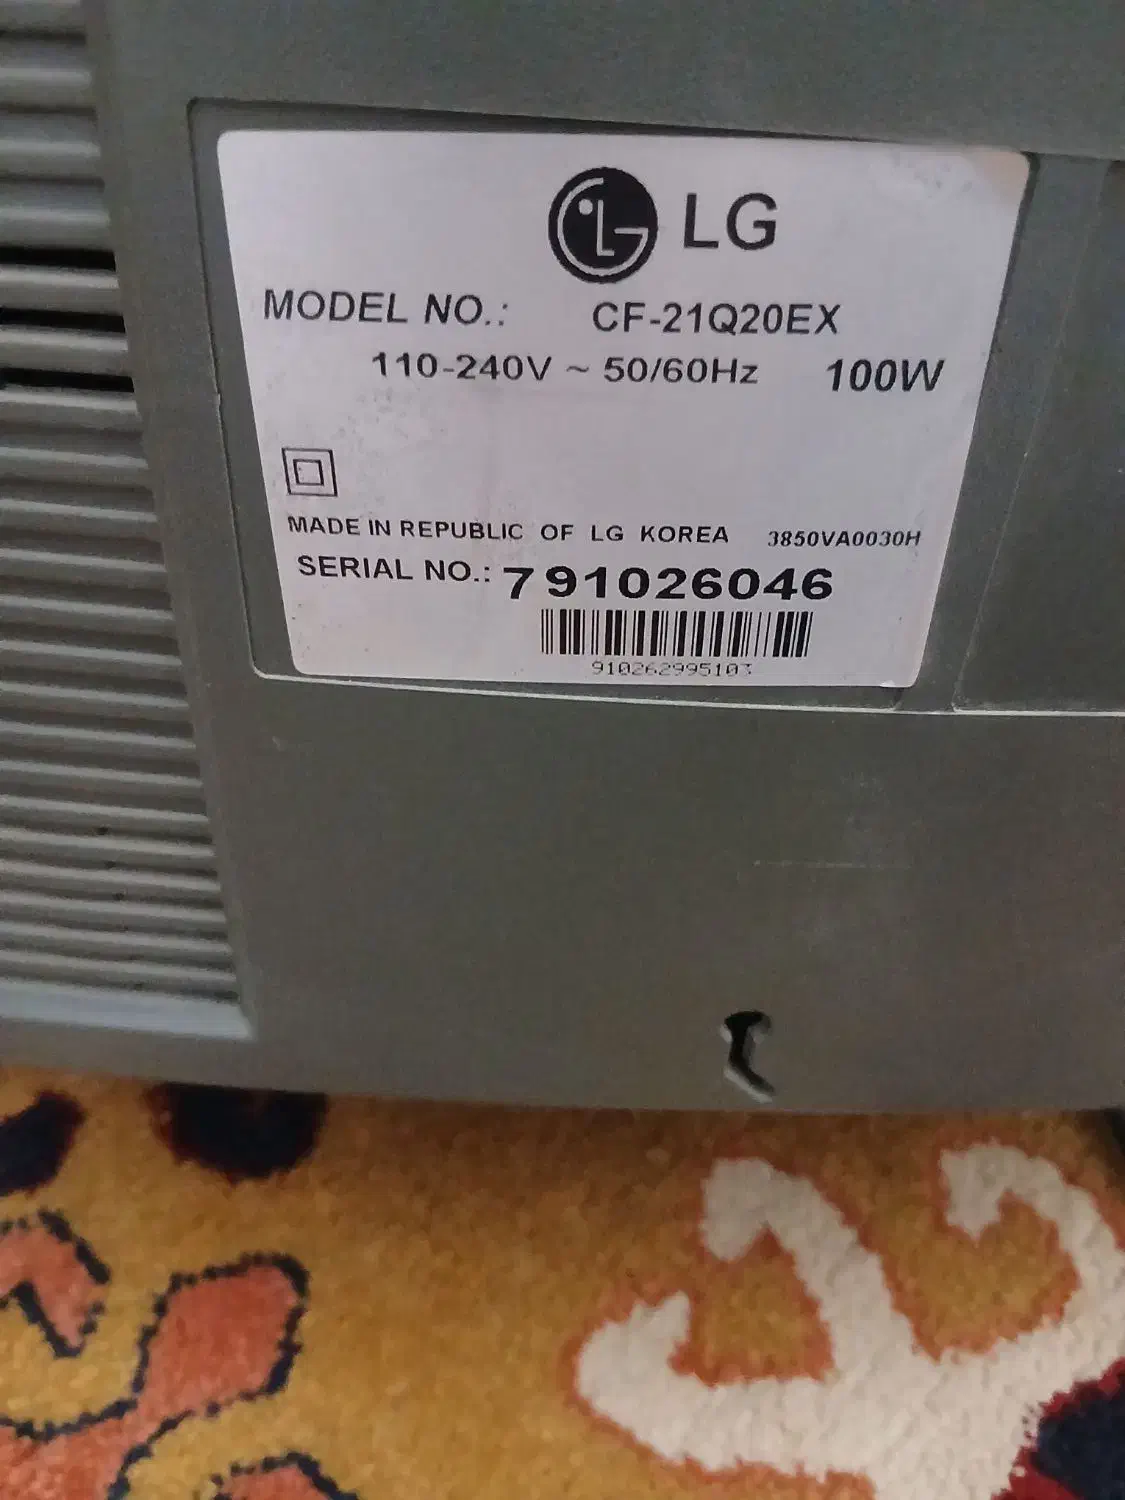 LG
MODEL NO.: CF-21Q20EX
110-240V ~ 50/60Hz 100W
MADE IN REPUBLIC OF LG KOREA 3850VA0030H
SERIAL NO.: 791026046
910262995103